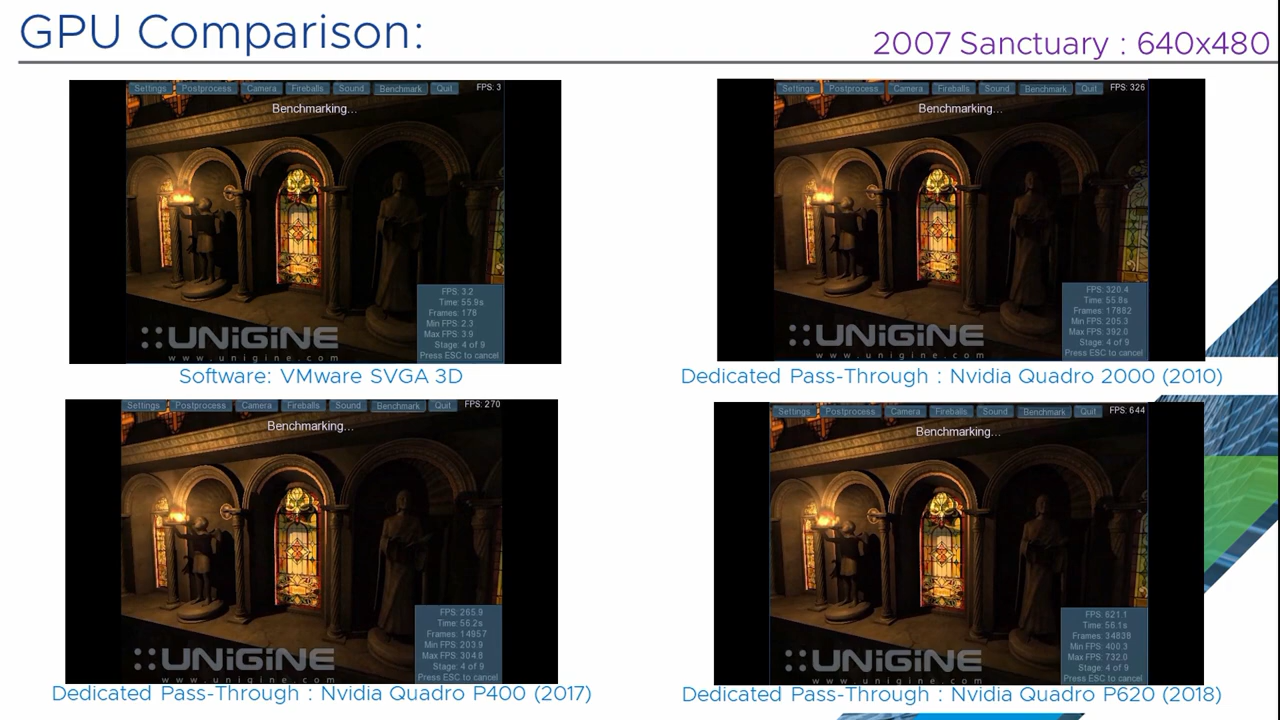 GPU Comparison:
2007 Sanctuary : 640x480
Settings Postprocess Camera Fireballs Sound Benchmark Quit FPS: 3
Benchmarking...
FPS: 3.2
Time: 55.9s
Frames: 178
Min FPS: 2.3
Max FPS: 3.9
Stage: 4 of 9
Press ESC to cancel
::UNiGiNE
www.unigine.com
Software: VMware SVGA 3D
Settings Postprocess Camera Fireballs Sound Benchmark Quit FPS: 326
Benchmarking...
FPS: 320.4
Time: 55.8s
Frames: 17882
Min FPS: 205.3
Max FPS: 392.0
Stage: 4 of 9
Press ESC to cancel
::UNiGiNE
www.unigine.com
Dedicated Pass-Through : Nvidia Quadro 2000 (2010)
Settings Postprocess Camera Fireballs Sound Benchmark Quit FPS: 270
Benchmarking...
FPS: 265.9
Time: 56.2s
Frames: 14957
Min FPS: 203.9
Max FPS: 304.8
Stage: 4 of 9
Press ESC to cancel
::UNiGiNE
www.unigine.com
Dedicated Pass-Through : Nvidia Quadro P400 (2017)
Settings Postprocess Camera Fireballs Sound Benchmark Quit FPS: 644
Benchmarking...
FPS: 621.1
Time: 56.1s
Frames: 34838
Min FPS: 400.3
Max FPS: 732.0
Stage: 4 of 9
Press ESC to cancel
::UNiGiNE
www.unigine.com
Dedicated Pass-Through : Nvidia Quadro P620 (2018)